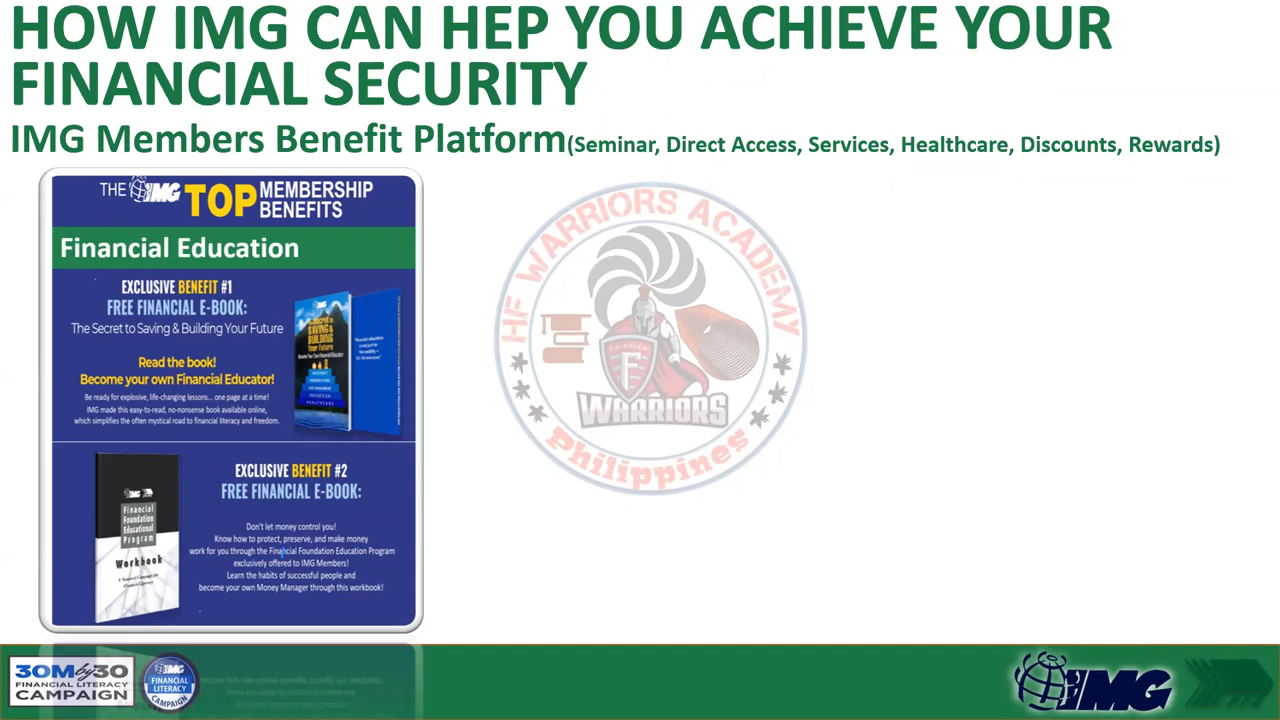 HOW IMG CAN HEP YOU ACHIEVE YOUR
FINANCIAL SECURITY
IMG Members Benefit Platform(Seminar, Direct Access, Services, Healthcare, Discounts, Rewards)
THE IMG TOP MEMBERSHIP BENEFITS
Financial Education
EXCLUSIVE BENEFIT #1
FREE FINANCIAL E-BOOK:
The Secret to Saving & Building Your Future
Read the book!
Become your own Financial Educator!
Be ready for explosive, life-changing lessons... one page at a time!
IMG made this easy-to-read, no-nonsense book available online,
which simplifies the often mystical road to financial literacy and freedom.
EXCLUSIVE BENEFIT #2
FREE FINANCIAL E-BOOK:
Don't let money control you!
Know how to protect, preserve, and make money
work for you through the Financial Foundation Education Program
exclusively offered to IMG Members!
Learn the habits of successful people and
become your own Money Manager through this workbook!
Financial
Foundation
Educational
Program
Workbook
HF WARRIORS ACADEMY
F
WARRIORS
Philippines
30M by 30
FINANCIAL LITERACY
CAMPAIGN
IMG
FINANCIAL
LITERACY
CAMPAIGN
IMG